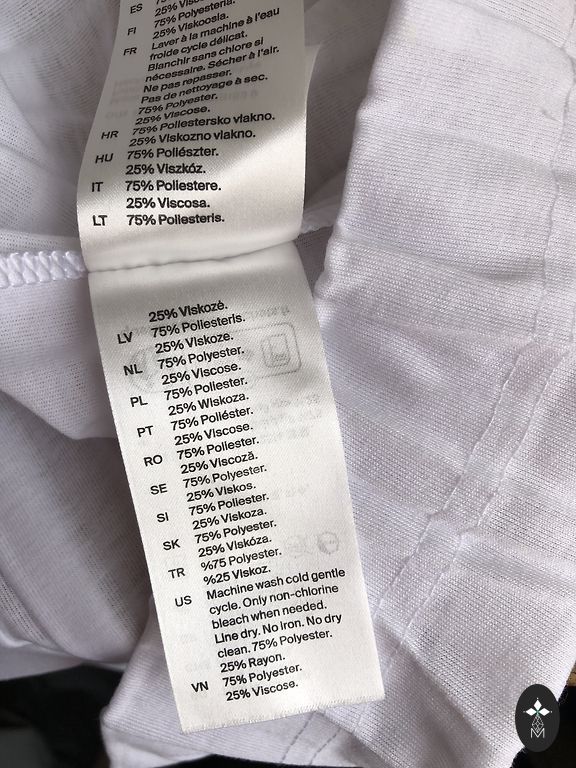 ES
25% Viscosa.
FI 75% Polyesteria.
25% Viskoosia.
FR Laver à la machine à l'eau
froide cycle délicat.
Blanchir sans chlore si
nécessaire. Sécher à l'air.
Ne pas repasser.
Pas de nettoyage à sec.
75% Polyester.
25% Viscose.
HR 75% Poliestersko vlakno.
25% Viskozno vlakno.
HU 75% Poliészter.
25% Viszkóz.
IT 75% Poliestere.
25% Viscosa.
LT 75% Poliesteris.
25% Viskozė.
LV 75% Poliesteris.
25% Viskoze.
NL 75% Polyester.
25% Viscose.
PL 75% Poliester.
25% Wiskoza.
PT 75% Poliéster.
25% Viscose.
RO 75% Poliester.
25% Viscoză.
SE 75% Polyester.
25% Viskos.
SI 75% Poliester.
25% Viskoza.
SK 75% Polyester.
25% Viskóza.
TR %75 Polyester.
%25 Viskoz.
US Machine wash cold gentle
cycle. Only non-chlorine
bleach when needed.
Line dry. No Iron. No dry
clean. 75% Polyester.
25% Rayon.
VN 75% Polyester.
25% Viscose.
M